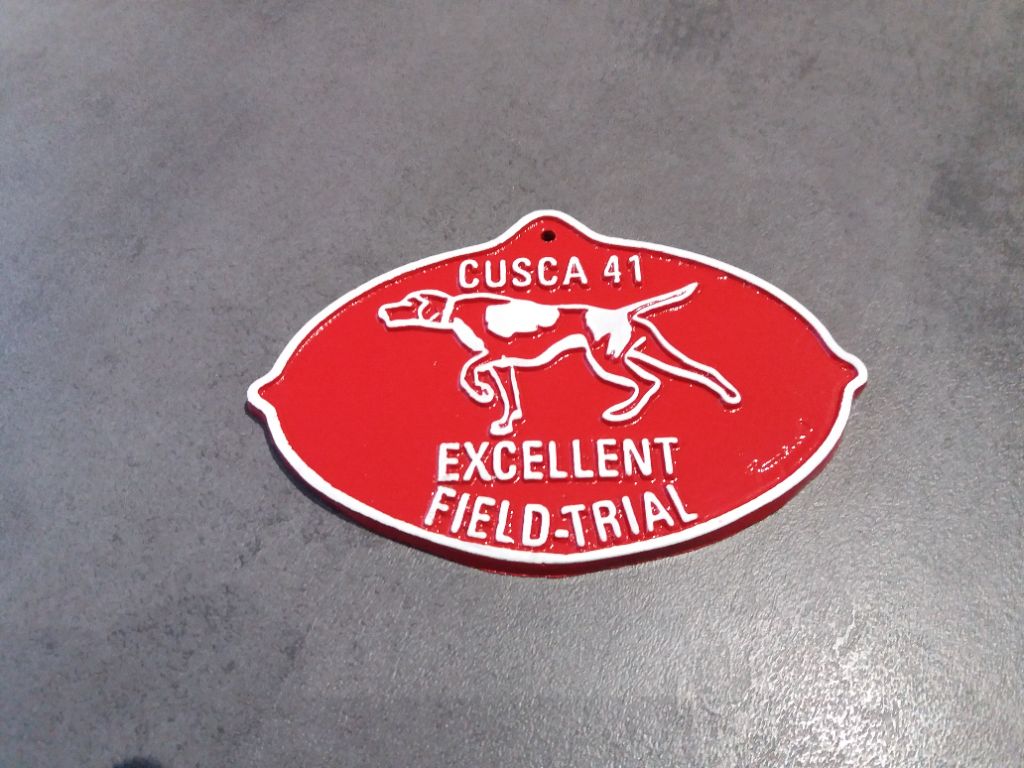 CUSCA 41
EXCELLENT
FIELD-TRIAL